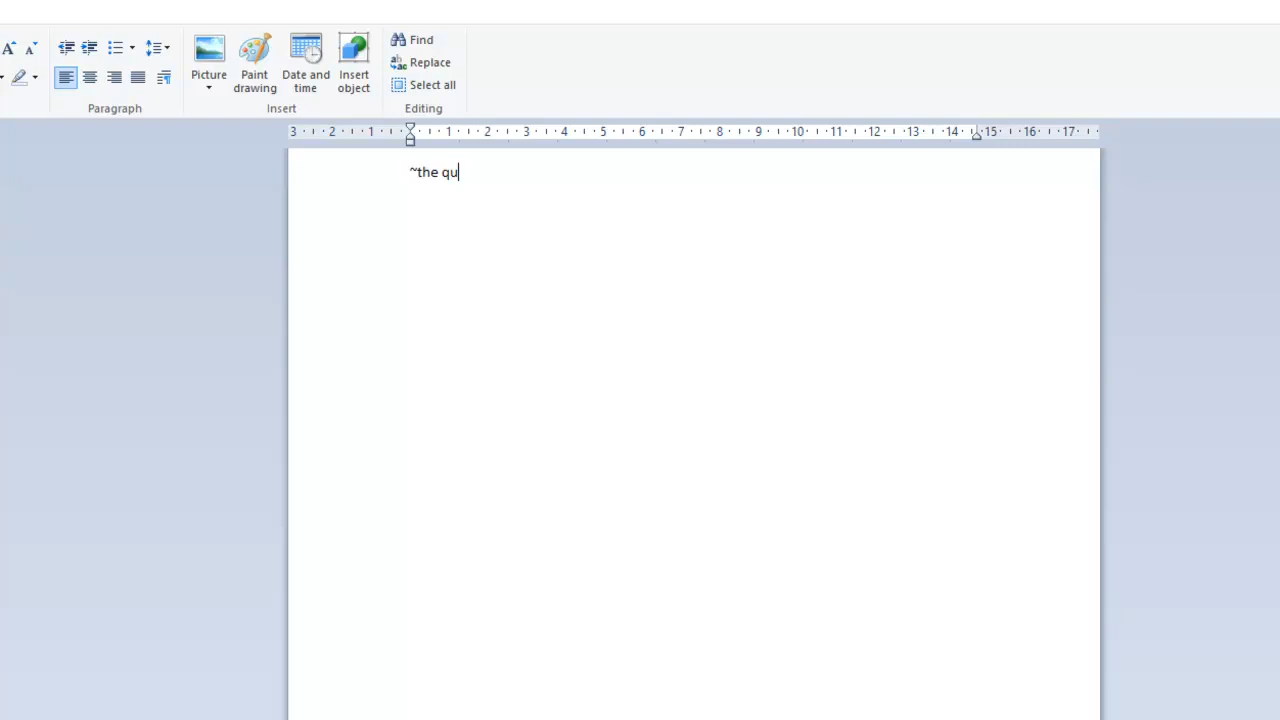 Find
Replace
Select all
Picture
Paint drawing
Date and time
Insert object
Paragraph
Insert
Editing
3 2 1 1 2 3 4 5 6 7 8 9 10 11 12 13 14 15 16 17
~the qu